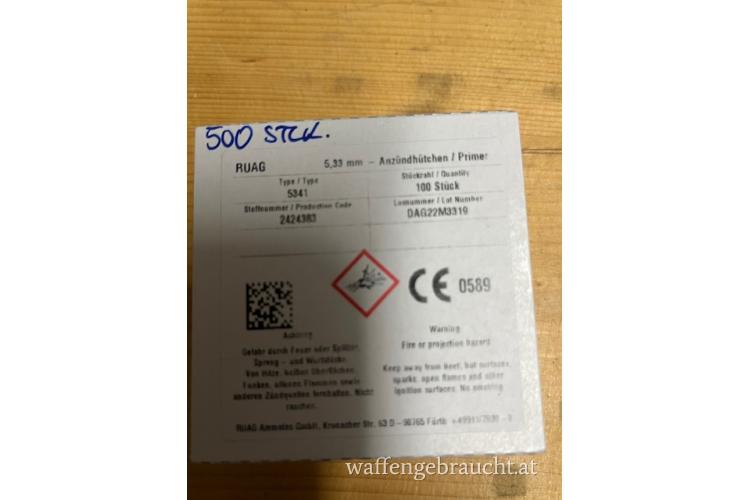 500 STCK.
RUAG 5,33 mm - Anzündhütchen / Primer
Type / Type
5341
Stückzahl / Quantity
100 Stück
Stoffnummer / Production Code
2424383
Losnummer / Lot Number
DAG22M3319
CE 0589
Achtung
Gefahr durch Feuer oder Splitter,
Spreng - und Wurfstücke.
Von Hitze, heißen Oberflächen,
Funken, offenen Flammen sowie
anderen Zündquellen fernhalten. Nicht
rauchen.
Warning
Fire or projection hazard
Keep away from heat, hot surfaces,
sparks, open flames and other
ignition surfaces. No smoking
RUAG Ammotec GmbH, Kronacher Str. 63 D - 90765 Fürth
waffengebraucht.at